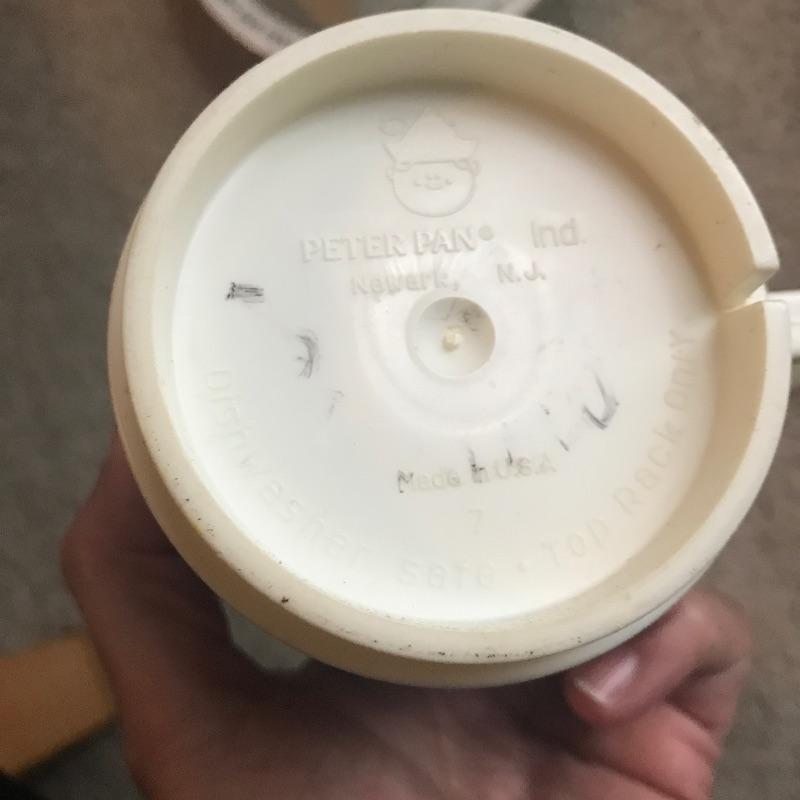 PETER PAN® Ind.
Newark, N.J.
Made in U.S.A
7
Dishwasher Safe • Top Rack Only